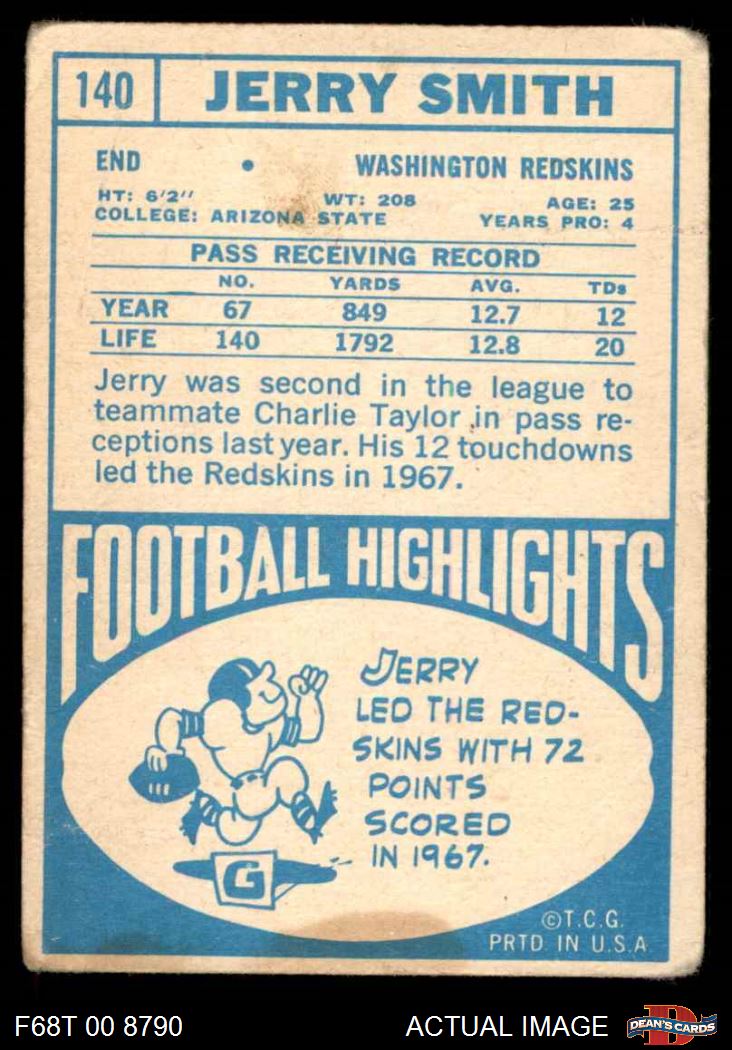 140 JERRY SMITH
END • WASHINGTON REDSKINS
HT: 6'2'' WT: 208 AGE: 25
COLLEGE: ARIZONA STATE YEARS PRO: 4
PASS RECEIVING RECORD
NO. YARDS AVG. TDs
YEAR 67 849 12.7 12
LIFE 140 1792 12.8 20
Jerry was second in the league to
teammate Charlie Taylor in pass re-
ceptions last year. His 12 touchdowns
led the Redskins in 1967.
FOOTBALL HIGHLIGHTS
JERRY
LED THE RED-
SKINS WITH 72
POINTS
SCORED
IN 1967.
G
©T.C.G.
PRTD. IN U.S.A.
F68T 00 8790 ACTUAL IMAGE
D
DEAN'S CARDS